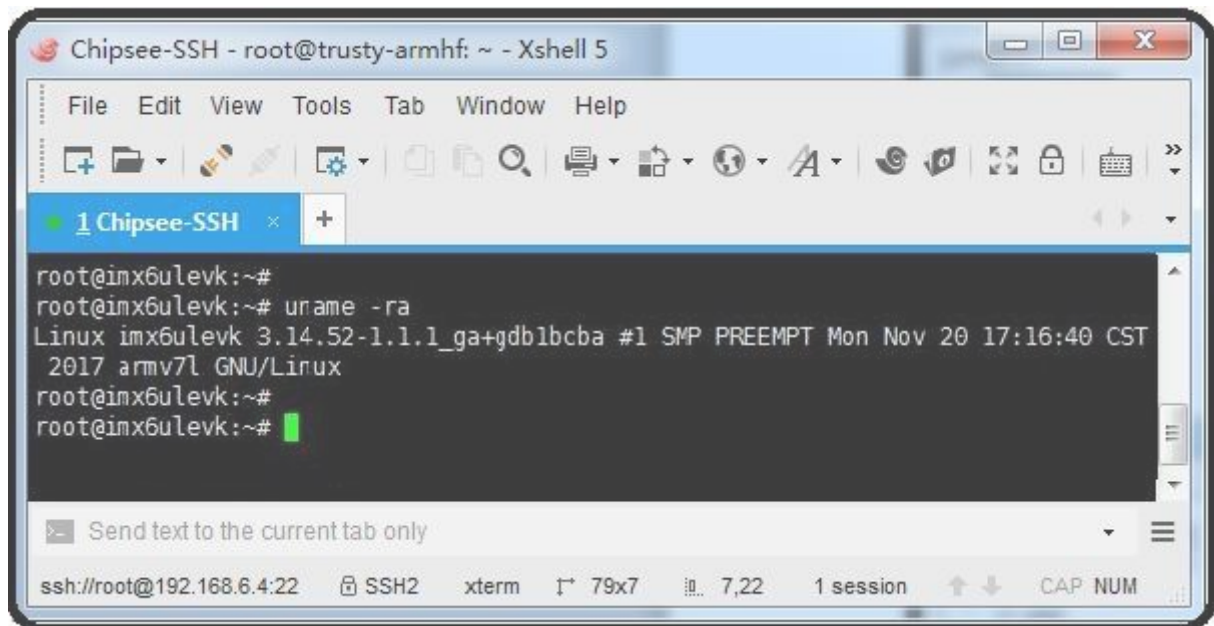 Chipsee-SSH - root@trusty-armhf: ~ - Xshell 5
File Edit View Tools Tab Window Help
1 Chipsee-SSH
root@imx6ulevk:~#
root@imx6ulevk:~# uname -ra
Linux imx6ulevk 3.14.52-1.1.1_ga+gdb1bcba #1 SMP PREEMPT Mon Nov 20 17:16:40 CST
2017 armv7l GNU/Linux
root@imx6ulevk:~#
root@imx6ulevk:~#
Send text to the current tab only
ssh://root@192.168.6.4:22 SSH2 xterm 79x7 7,22 1 session CAP NUM